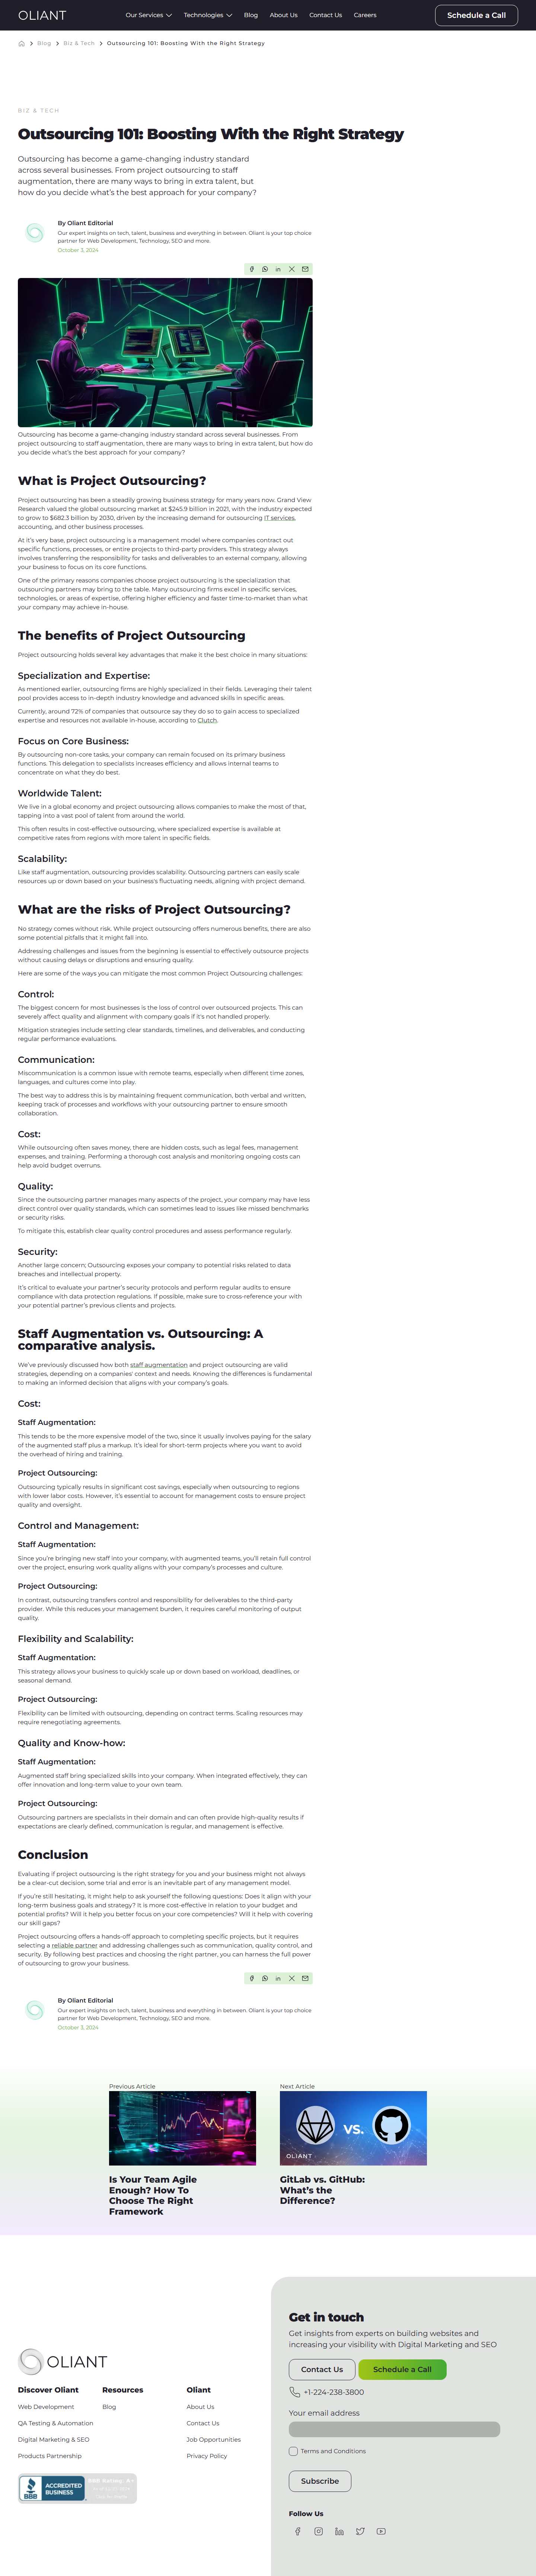 OLIANT
Our Services
Technologies
Blog
About Us
Contact Us
Careers
Schedule a Call
Blog
Biz & Tech
Outsourcing 101: Boosting With the Right Strategy
BIZ & TECH
Outsourcing 101: Boosting With the Right Strategy
Outsourcing has become a game-changing industry standard
across several businesses. From project outsourcing to staff
augmentation, there are many ways to bring in extra talent, but
how do you decide what's the best approach for your company?
By Oliant Editorial
Our expert insights on tech, talent, bussiness and everything in between. Oliant is your top choice
partner for Web Development, Technology, SEO and more.
October 3, 2024
Outsourcing has become a game-changing industry standard across several businesses. From
project outsourcing to staff augmentation, there are many ways to bring in extra talent, but how do
you decide what's the best approach for your company?
What is Project Outsourcing?
Project outsourcing has been a steadily growing business strategy for many years now. Grand View
Research valued the global outsourcing market at $245.9 billion in 2021, with the industry expected
to grow to $682.3 billion by 2030, driven by the increasing demand for outsourcing IT services,
accounting, and other business processes.
At it's very base, project outsourcing is a management model where companies contract out
specific functions, processes, or entire projects to third-party providers. This strategy always
involves transferring the responsibility for tasks and deliverables to an external company, allowing
your business to focus on its core functions.
One of the primary reasons companies choose project outsourcing is the specialization that
outsourcing partners may bring to the table. Many outsourcing firms excel in specific services,
technologies, or areas of expertise, offering higher efficiency and faster time-to-market than what
your company may achieve in-house.
The benefits of Project Outsourcing
Project outsourcing holds several key advantages that make it the best choice in many situations:
Specialization and Expertise:
As mentioned earlier, outsourcing firms are highly specialized in their fields. Leveraging their talent
pool provides access to in-depth industry knowledge and advanced skills in specific areas.
Currently, around 72% of companies that outsource say they do so to gain access to specialized
expertise and resources not available in-house, according to Clutch.
Focus on Core Business:
By outsourcing non-core tasks, your company can remain focused on its primary business
functions. This delegation to specialists increases efficiency and allows internal teams to
concentrate on what they do best.
Worldwide Talent:
We live in a global economy and project outsourcing allows companies to make the most of that,
tapping into a vast pool of talent from around the world.
This often results in cost-effective outsourcing, where specialized expertise is available at
competitive rates from regions with more talent in specific fields.
Scalability:
Like staff augmentation, outsourcing provides scalability. Outsourcing partners can easily scale
resources up or down based on your business's fluctuating needs, aligning with project demand.
What are the risks of Project Outsourcing?
No strategy comes without risk. While project outsourcing offers numerous benefits, there are also
some potential pitfalls that it might fall into.
Addressing challenges and issues from the beginning is essential to effectively outsource projects
without causing delays or disruptions and ensuring quality.
Here are some of the ways you can mitigate the most common Project Outsourcing challenges:
Control:
The biggest concern for most businesses is the loss of control over outsourced projects. This can
severely affect quality and alignment with company goals if it's not handled properly.
Mitigation strategies include setting clear standards, timelines, and deliverables, and conducting
regular performance evaluations.
Communication:
Miscommunication is a common issue with remote teams, especially when different time zones,
languages, and cultures come into play.
The best way to address this is by maintaining frequent communication, both verbal and written,
keeping track of processes and workflows with your outsourcing partner to ensure smooth
collaboration.
Cost:
While outsourcing often saves money, there are hidden costs, such as legal fees, management
expenses, and training. Performing a thorough cost analysis and monitoring ongoing costs can
help avoid budget overruns.
Quality:
Since the outsourcing partner manages many aspects of the project, your company may have less
direct control over quality standards, which can sometimes lead to issues like missed benchmarks
or security risks.
To mitigate this, establish clear quality control procedures and assess performance regularly.
Security:
Another large concern; Outsourcing exposes your company to potential risks related to data
breaches and intellectual property.
It's critical to evaluate your partner's security protocols and perform regular audits to ensure
compliance with data protection regulations. If possible, make sure to cross-reference your with
your potential partner's previous clients and projects.
Staff Augmentation vs. Outsourcing: A
comparative analysis.
We've previously discussed how both staff augmentation and project outsourcing are valid
strategies, depending on a companies' context and needs. Knowing the differences is fundamental
to making an informed decision that aligns with your company's goals.
Cost:
Staff Augmentation:
This tends to be the more expensive model of the two, since it usually involves paying for the salary
of the augmented staff plus a markup. It's ideal for short-term projects where you want to avoid
the overhead of hiring and training.
Project Outsourcing:
Outsourcing typically results in significant cost savings, especially when outsourcing to regions
with lower labor costs. However, it's essential to account for management costs to ensure project
quality and oversight.
Control and Management:
Staff Augmentation:
Since you're bringing new staff into your company, with augmented teams, you'll retain full control
over the project, ensuring work quality aligns with your company's processes and culture.
Project Outsourcing:
In contrast, outsourcing transfers control and responsibility for deliverables to the third-party
provider. While this reduces your management burden, it requires careful monitoring of output
quality.
Flexibility and Scalability:
Staff Augmentation:
This strategy allows your business to quickly scale up or down based on workload, deadlines, or
seasonal demand.
Project Outsourcing:
Flexibility can be limited with outsourcing, depending on contract terms. Scaling resources may
require renegotiating agreements.
Quality and Know-how:
Staff Augmentation:
Augmented staff bring specialized skills into your company. When integrated effectively, they can
offer innovation and long-term value to your own team.
Project Outsourcing:
Outsourcing partners are specialists in their domain and can often provide high-quality results if
expectations are clearly defined, communication is regular, and management is effective.
Conclusion
Evaluating if project outsourcing is the right strategy for you and your business might not always
be a clear-cut decision, some trial and error is an inevitable part of any management model.
If you're still hesitating, it might help to ask yourself the following questions: Does it align with your
long-term business goals and strategy? It is more cost-effective in relation to your budget and
potential profits? Will it help you better focus on your core competencies? Will it help with covering
our skill gaps?
Project outsourcing offers a hands-off approach to completing specific projects, but it requires
selecting a reliable partner and addressing challenges such as communication, quality control, and
security. By following best practices and choosing the right partner, you can harness the full power
of outsourcing to grow your business.
By Oliant Editorial
Our expert insights on tech, talent, bussiness and everything in between. Oliant is your top choice
partner for Web Development, Technology, SEO and more.
October 3, 2024
Previous Article
Is Your Team Agile
Enough? How To
Choose The Right
Framework
Next Article
VS.
OLIANT
GitLab vs. GitHub:
What's the
Difference?
OLIANT
Discover Oliant
Web Development
QA Testing & Automation
Digital Marketing & SEO
Products Partnership
Resources
Blog
Oliant
About Us
Contact Us
Job Opportunities
Privacy Policy
BBB
ACCREDITED
BUSINESS
BBB Rating: A+
Get in touch
Get insights from experts on building websites and
increasing your visibility with Digital Marketing and SEO
Contact Us
Schedule a Call
+1-224-238-3800
Your email address
Terms and Conditions
Subscribe
Follow Us